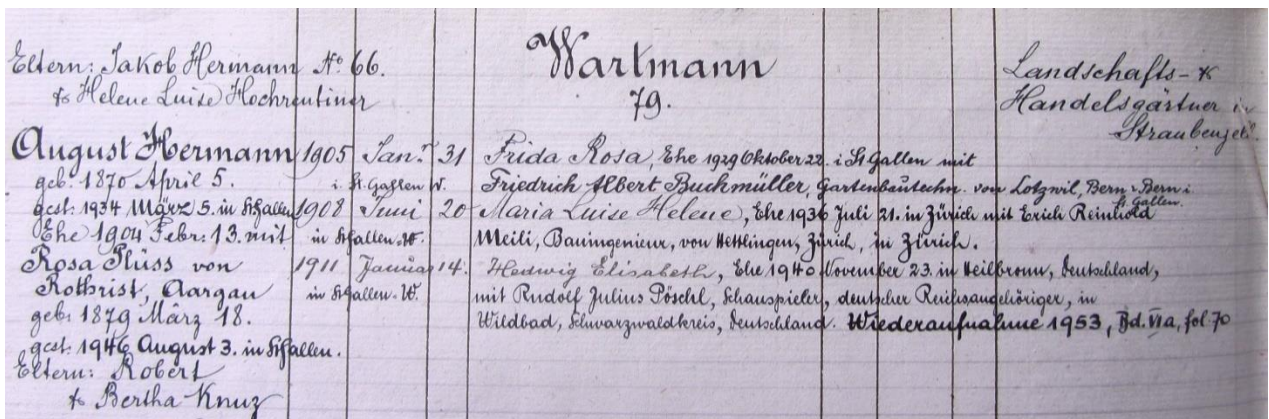 Wartmann
79.
Eltern: Jakob Hermann No 66.
& Helene Luise Hochreutiner
Landschafts- &
Handelsgärtner in
Straubenzell.
August Hermann
geb. 1870 April 5.
gest. 1934 März 5. in St. Gallen
Ehe 1904 Febr. 13. mit
Rosa Plüss von
Rothrist, Aargau
geb. 1879 März 18.
gest. 1946 August 3. in St. Gallen.
Eltern: Robert
& Bertha Knuz
1905 Janr. 31 Frida Rosa, Ehe 1929 Oktober 22. i. St. Gallen mit
i. St. Gallen W. Friedrich Albert Buchmüller, Gartenbautechn. von Lotzwil, Bern i.
St. Gallen.
1908 Juni 20 Maria Luise Helene, Ehe 1936 Juli 21. in Zürich mit Erich Reinhold
in St. Gallen. W. Meili, Bauingenieur, von Hettlingen, Zürich, in Zürich.
1911 Januar 14. Hedwig Elisabeth, Ehe 1940 November 23. in Heilbronn, Deutschland,
in St. Gallen. W. mit Rudolf Julius Pöschl, Schauspieler, deutscher Reichsangehöriger, in
Wildbad, Schwarzwaldkreis, Deutschland. Wiederaufnahme 1953, Bd. VIa, fol 70